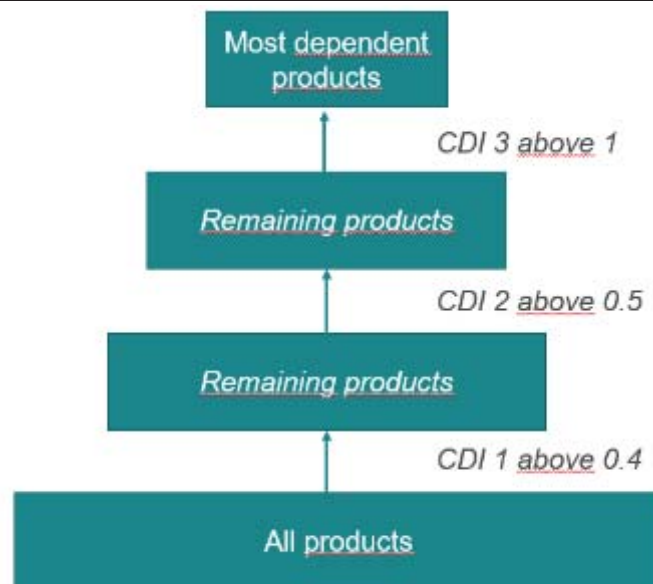 Most dependent
products
CDI 3 above 1
Remaining products
CDI 2 above 0.5
Remaining products
CDI 1 above 0.4
All products